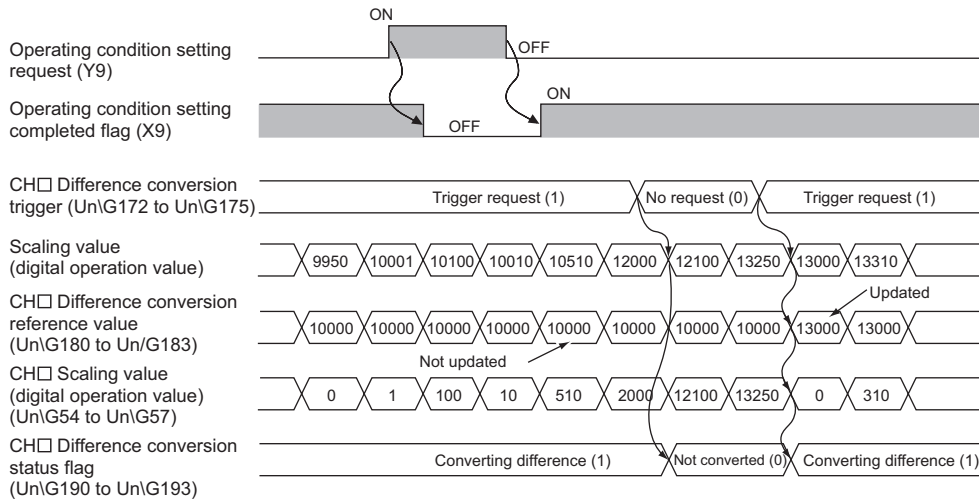 ON
Operating condition setting
request (Y9)
OFF
Operating condition setting
completed flag (X9)
OFF
ON
CH□ Difference conversion
trigger (Un\G172 to Un\G175)
Trigger request (1)
No request (0)
Trigger request (1)
Scaling value
(digital operation value)
9950 10001 10100 10010 10510 12000 12100 13250 13000 13310
Updated
CH□ Difference conversion
reference value
(Un\G180 to Un/G183)
10000 10000 10000 10000 10000 10000 10000 10000 13000 13000
Not updated
CH□ Scaling value
(digital operation value)
(Un\G54 to Un\G57)
0 1 100 10 510 2000 12100 13250 0 310
CH□ Difference conversion
status flag
(Un\G190 to Un\G193)
Converting difference (1)
Not converted (0)
Converting difference (1)